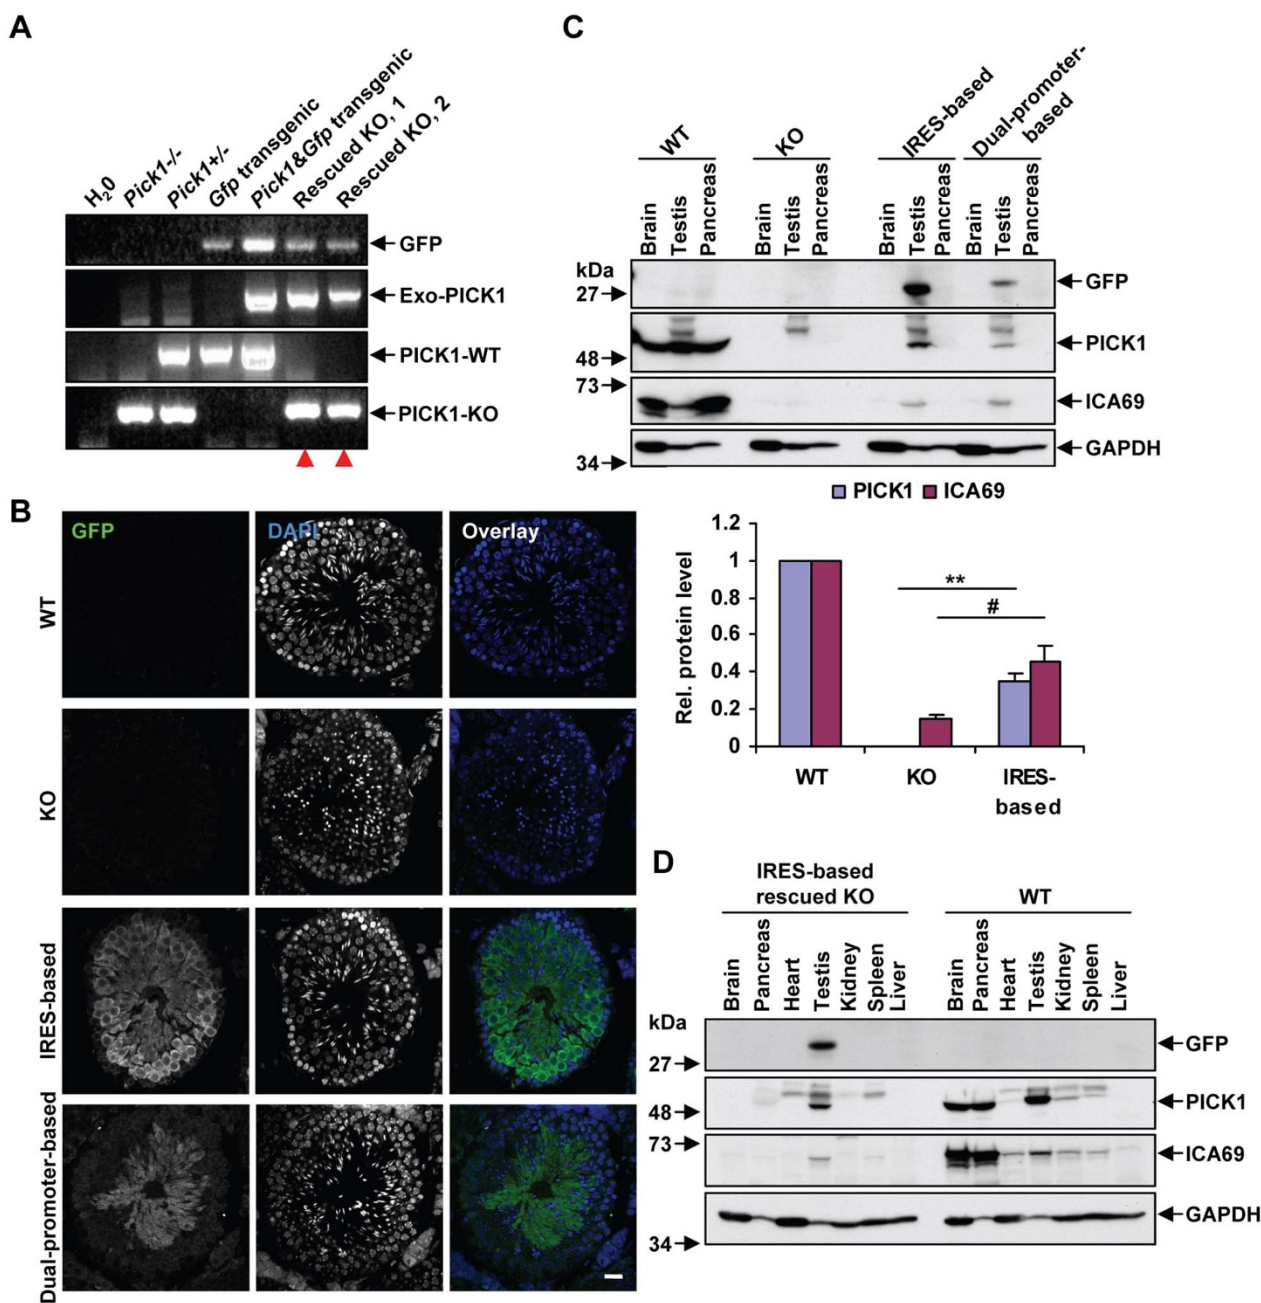 A
H20
Pick1-/-
Pick1+/-
Gfp transgenic
Pick1&Gfp transgenic
Rescued KO, 1
Rescued KO, 2
GFP
Exo-PICK1
PICK1-WT
PICK1-KO
B
GFP
DAPI
Overlay
WT
KO
IRES-based
Dual-promoter-based
C
WT
KO
IRES-based
Dual-promoter-
based
Brain
Testis
Pancreas
Brain
Testis
Pancreas
Brain
Testis
Pancreas
Brain
Testis
Pancreas
kDa
27
GFP
48
PICK1
73
ICA69
34
GAPDH
PICK1 ICA69
Rel. protein level
1.2
1
0.8
0.6
0.4
0.2
0
**
#
WT
KO
IRES-
based
D
IRES-based
rescued KO
WT
Brain
Pancreas
Heart
Testis
Kidney
Spleen
Liver
Brain
Pancreas
Heart
Testis
Kidney
Spleen
Liver
kDa
27
GFP
48
PICK1
73
ICA69
34
GAPDH